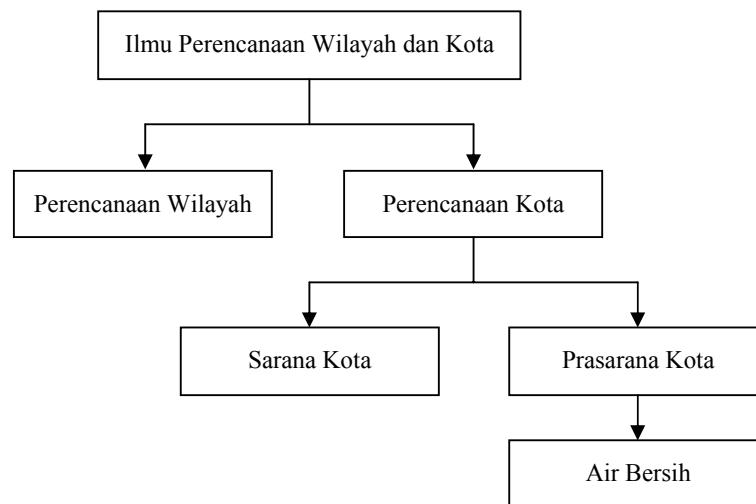 Ilmu Perencanaan Wilayah dan Kota
Perencanaan Wilayah
Perencanaan Kota
Sarana Kota
Prasarana Kota
Air Bersih